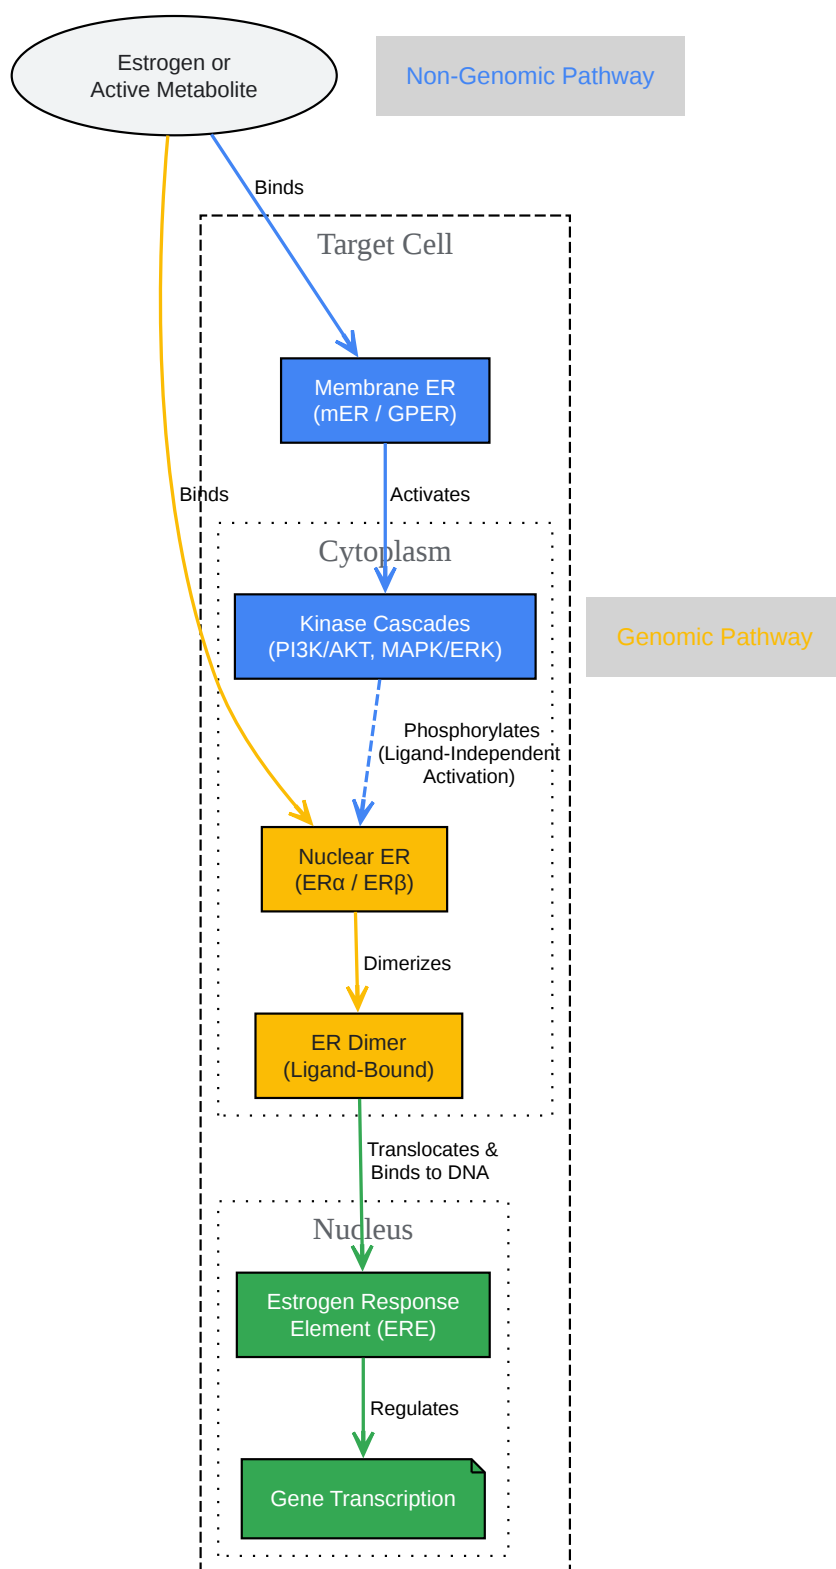 Estrogen or
Active Metabolite
Non-Genomic Pathway
Binds
Target Cell
Membrane ER
(mER / GPER)
Binds
Activates
Cytoplasm
Kinase Cascades
(PI3K/AKT, MAPK/ERK)
Genomic Pathway
Phosphorylates
(Ligand-Independent
Activation)
Nuclear ER
(ERα / ERβ)
Dimerizes
ER Dimer
(Ligand-Bound)
Translocates &
Binds to DNA
Nucleus
Estrogen Response
Element (ERE)
Regulates
Gene Transcription